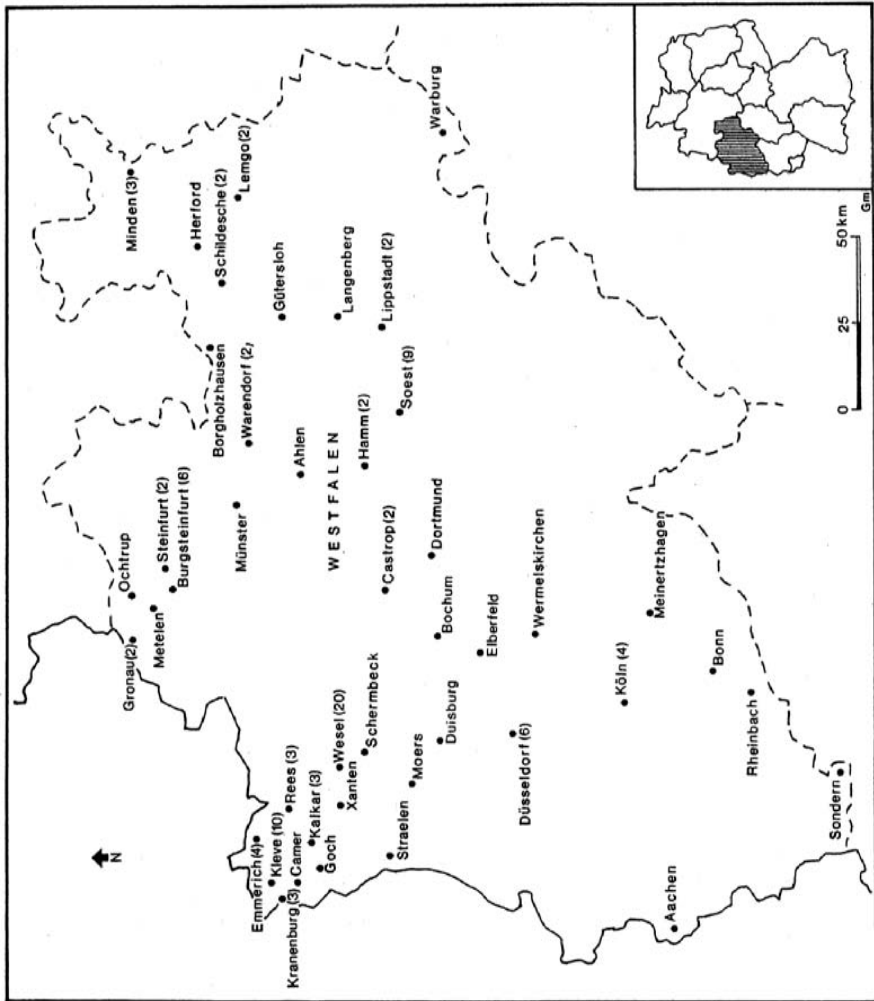 N
Gronau(2)
Ochtrup
Metelen
Steinfurt (2)
Burgsteinfurt (6)
Minden (3)
Herford
Schildesche (2)
Lemgo (2)
Borgholzhausen
Münster
Warendorf (2)
Emmerich (4)
Kleve (10)
Kranenburg (3)
Camer
Rees (3)
Kalkar (3)
Goch
Ahlen
Gütersloh
WESTFALEN
Xanten
Wesel (20)
Schermbeck
Hamm (2)
Langenberg
Lippstadt (2)
Straelen
Moers
Castrop (2)
Soest (9)
Duisburg
Bochum
Dortmund
Warburg
Elberfeld
Düsseldorf (6)
Wermelskirchen
Köln (4)
Meinertzhagen
Aachen
Bonn
Rheinbach
Sondern
0 25 50 km
Gm